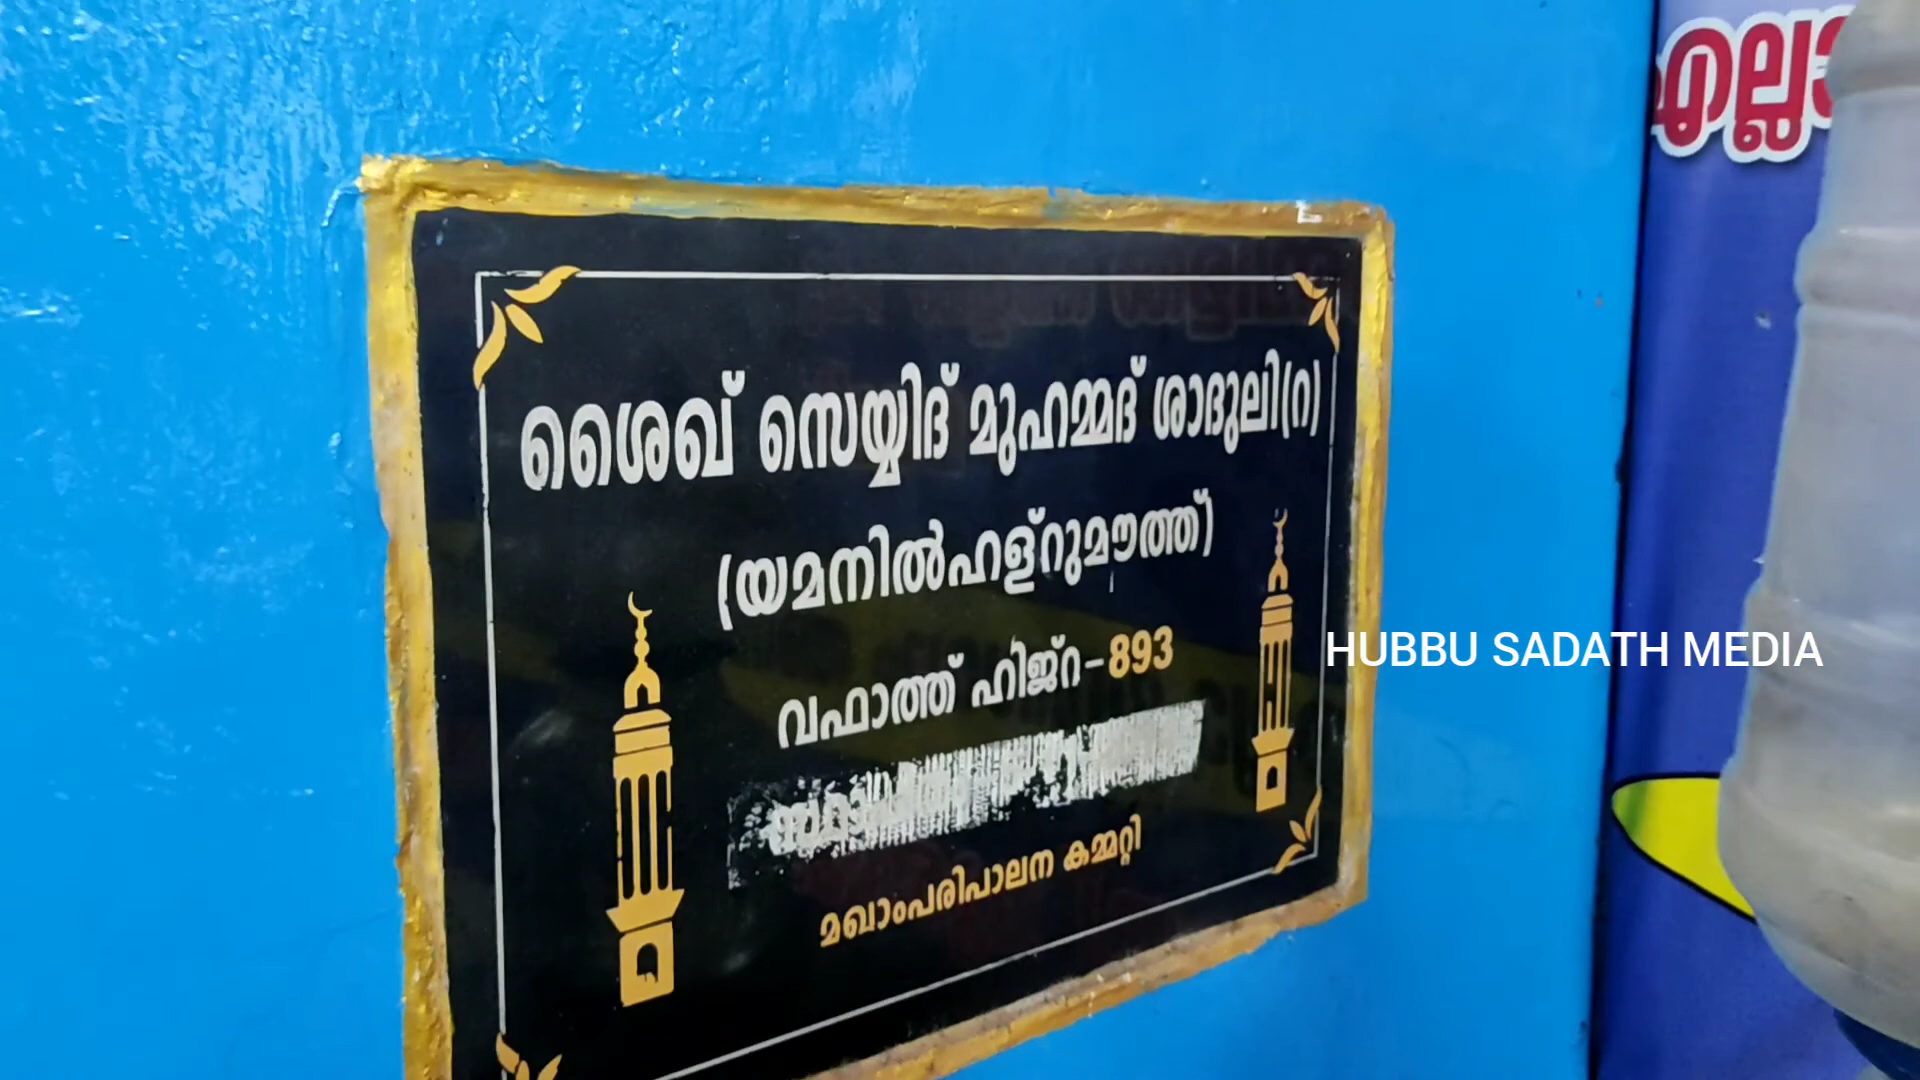 ശൈഖ് സെയ്യിദ് മുഹമ്മദ് ശാദുലി(റ)
(യമനിൽഹള്റുമൗത്ത്)
വഫാത്ത് ഹിജ്റ-893
മഖാംപരിപാലന കമ്മറ്റി
HUBBU SADATH MEDIA